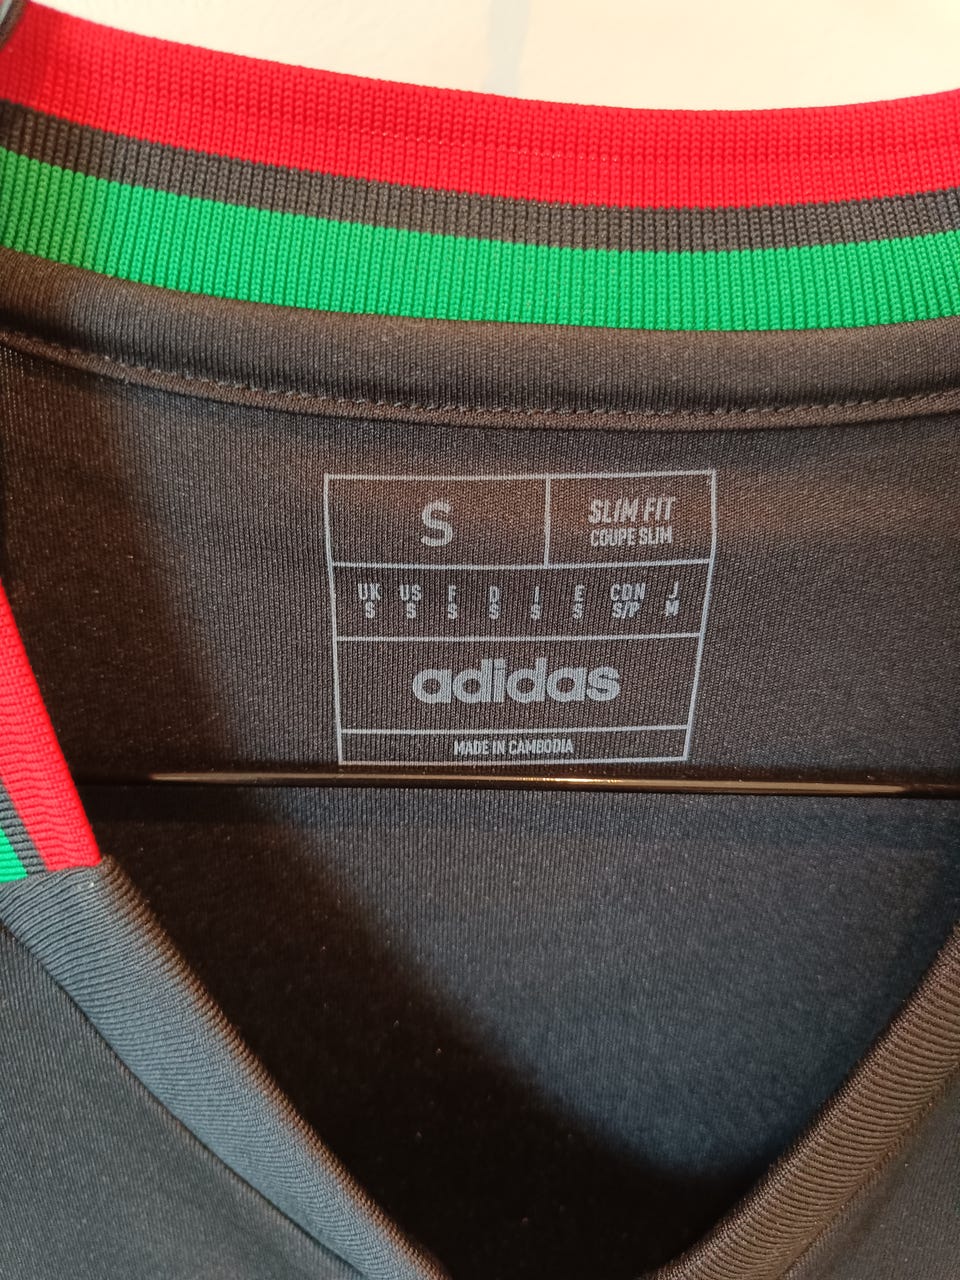 S
SLIM FIT
COUPE SLIM
UK US F D I E CDN J
S S S S S S S/P M
adidas
MADE IN CAMBODIA